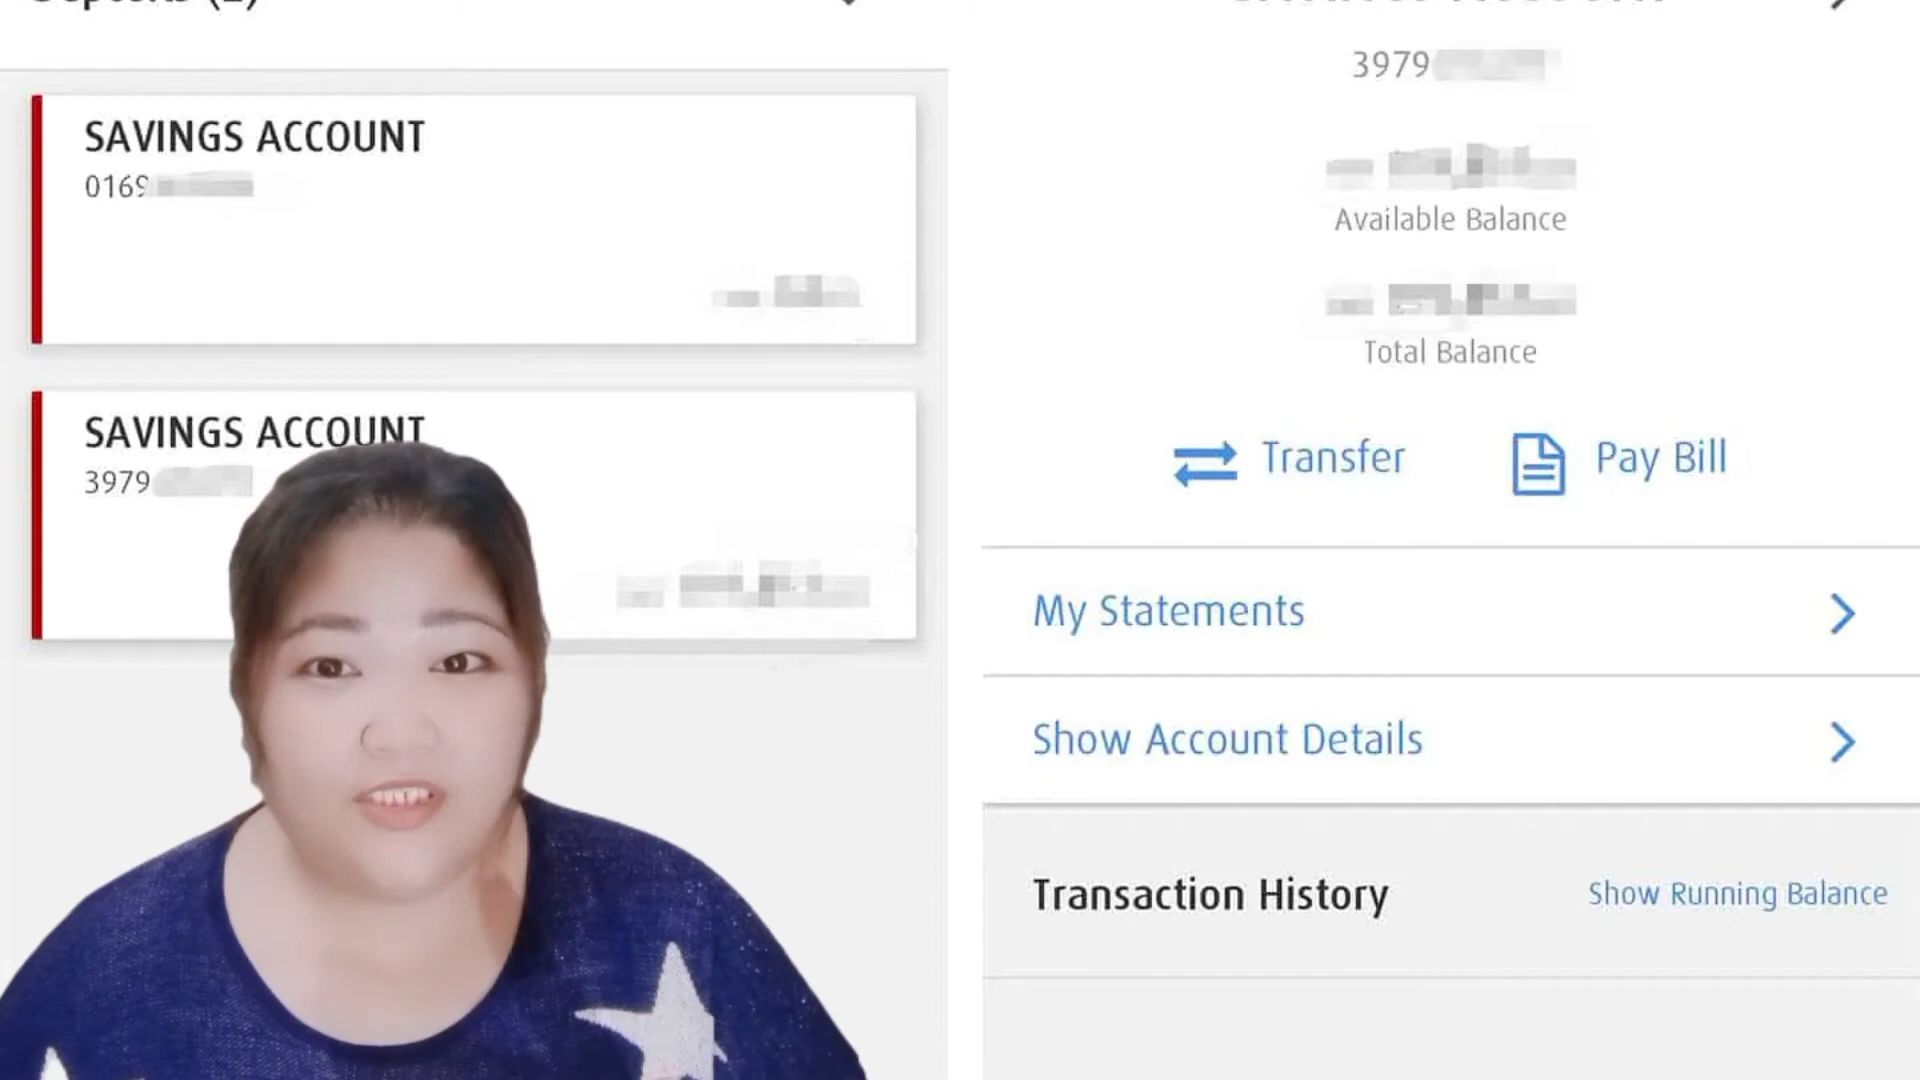 SAVINGS ACCOUNT
0169
SAVINGS ACCOUNT
3979
3979
Available Balance
Total Balance
Transfer
Pay Bill
My Statements
Show Account Details
Transaction History
Show Running Balance